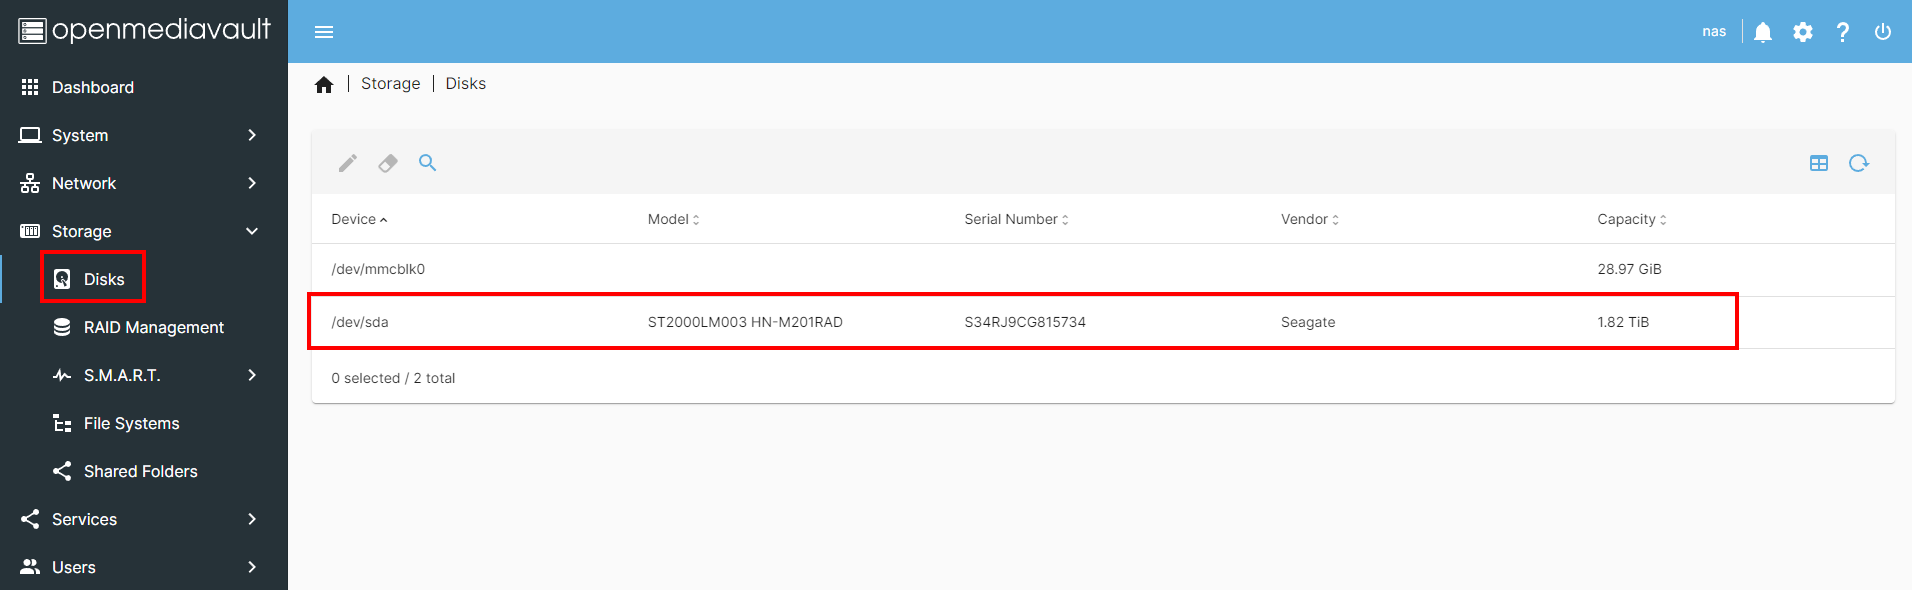 openmediavault
nas
Dashboard
System
Network
Storage
Disks
RAID Management
S.M.A.R.T.
File Systems
Shared Folders
Services
Users
Storage | Disks
Device Model Serial Number Vendor Capacity
/dev/mmcblk0 28.97 GiB
/dev/sda ST2000LM003 HN-M201RAD S34RJ9CG815734 Seagate 1.82 TiB
0 selected / 2 total